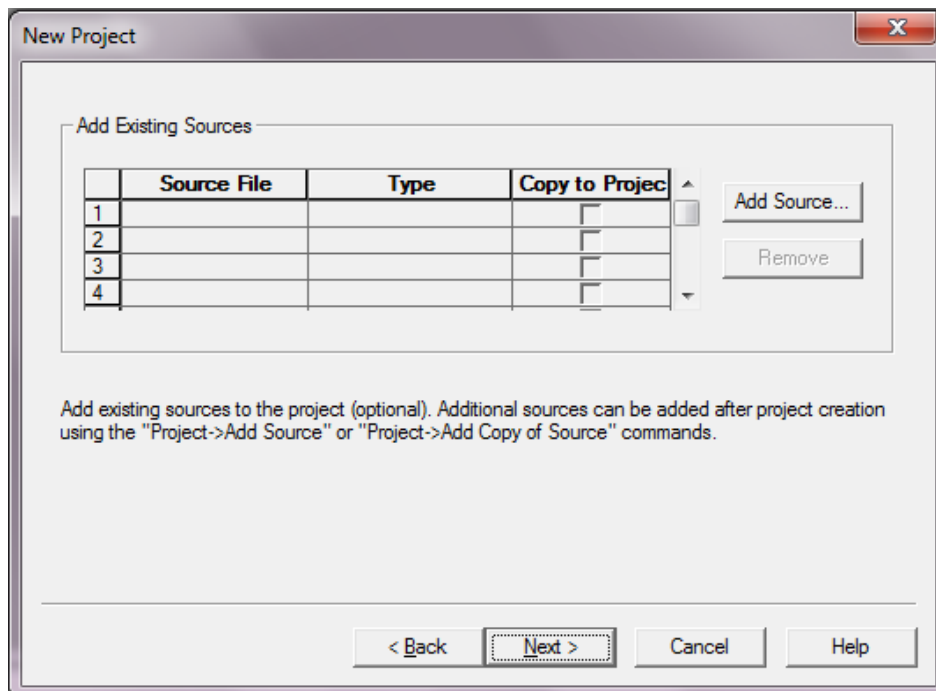 New Project
Add Existing Sources
Source File Type Copy to Projec
Add Source...
1
2
Remove
3
4
Add existing sources to the project (optional). Additional sources can be added after project creation
using the "Project->Add Source" or "Project->Add Copy of Source" commands.
< Back Next > Cancel Help